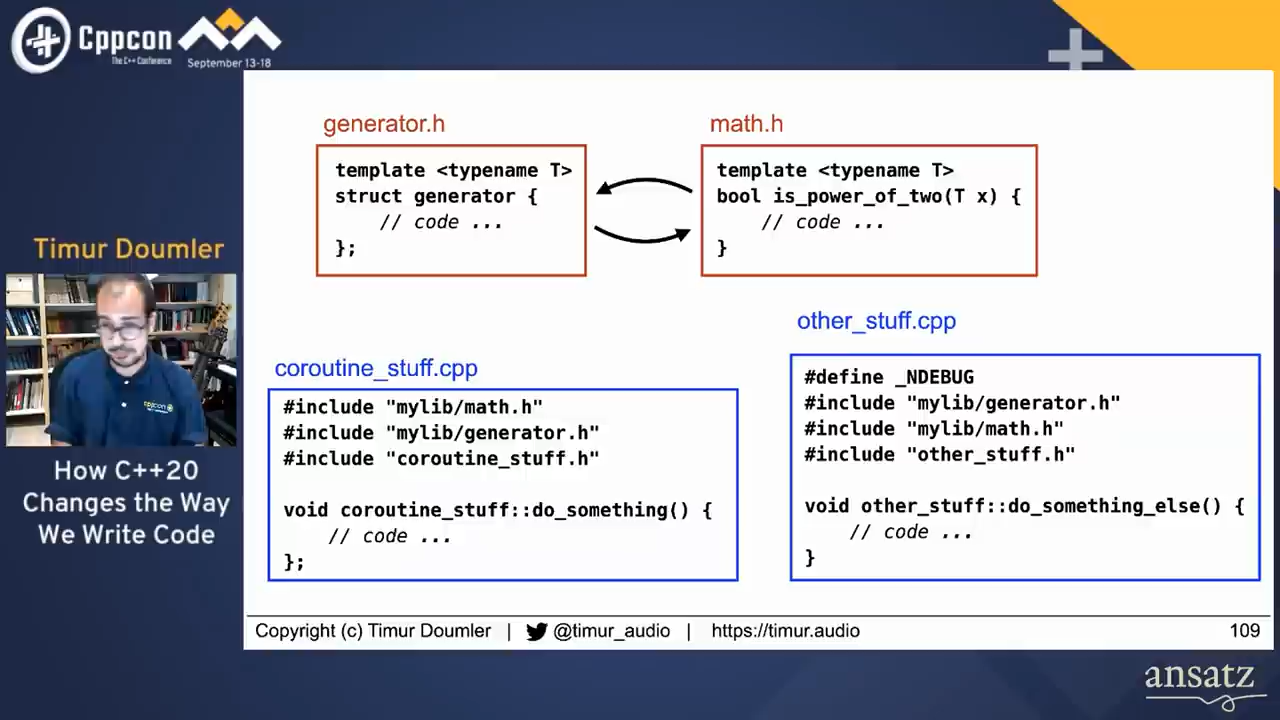 Cppcon
The C++ Conference
September 13-18
Timur Doumler
How C++20
Changes the Way
We Write Code
generator.h
template <typename T>
struct generator {
// code ...
};
math.h
template <typename T>
bool is_power_of_two(T x) {
// code ...
}
coroutine_stuff.cpp
#include "mylib/math.h"
#include "mylib/generator.h"
#include "coroutine_stuff.h"
void coroutine_stuff::do_something() {
// code ...
};
other_stuff.cpp
#define _NDEBUG
#include "mylib/generator.h"
#include "mylib/math.h"
#include "other_stuff.h"
void other_stuff::do_something_else() {
// code ...
}
Copyright (c) Timur Doumler | @timur_audio | https://timur.audio 109
ansatz